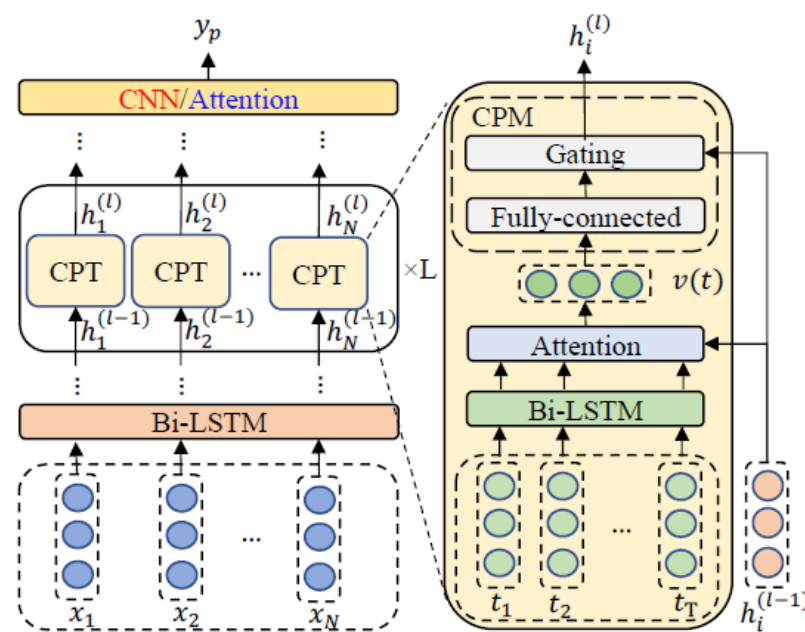 y_p
CNN/Attention
⋮ ⋮ ⋮
h_1^{(l)} h_2^{(l)} h_N^{(l)}
CPT CPT ... CPT
×L
h_1^{(l-1)} h_2^{(l-1)} h_N^{(l-1)}
⋮ ⋮ ⋮
Bi-LSTM
...
x_1 x_2 x_N
h_i^{(l)}
CPM
Gating
Fully-connected
v(t)
Attention
Bi-LSTM
...
t_1 t_2 t_T
h_i^{(l-1)}